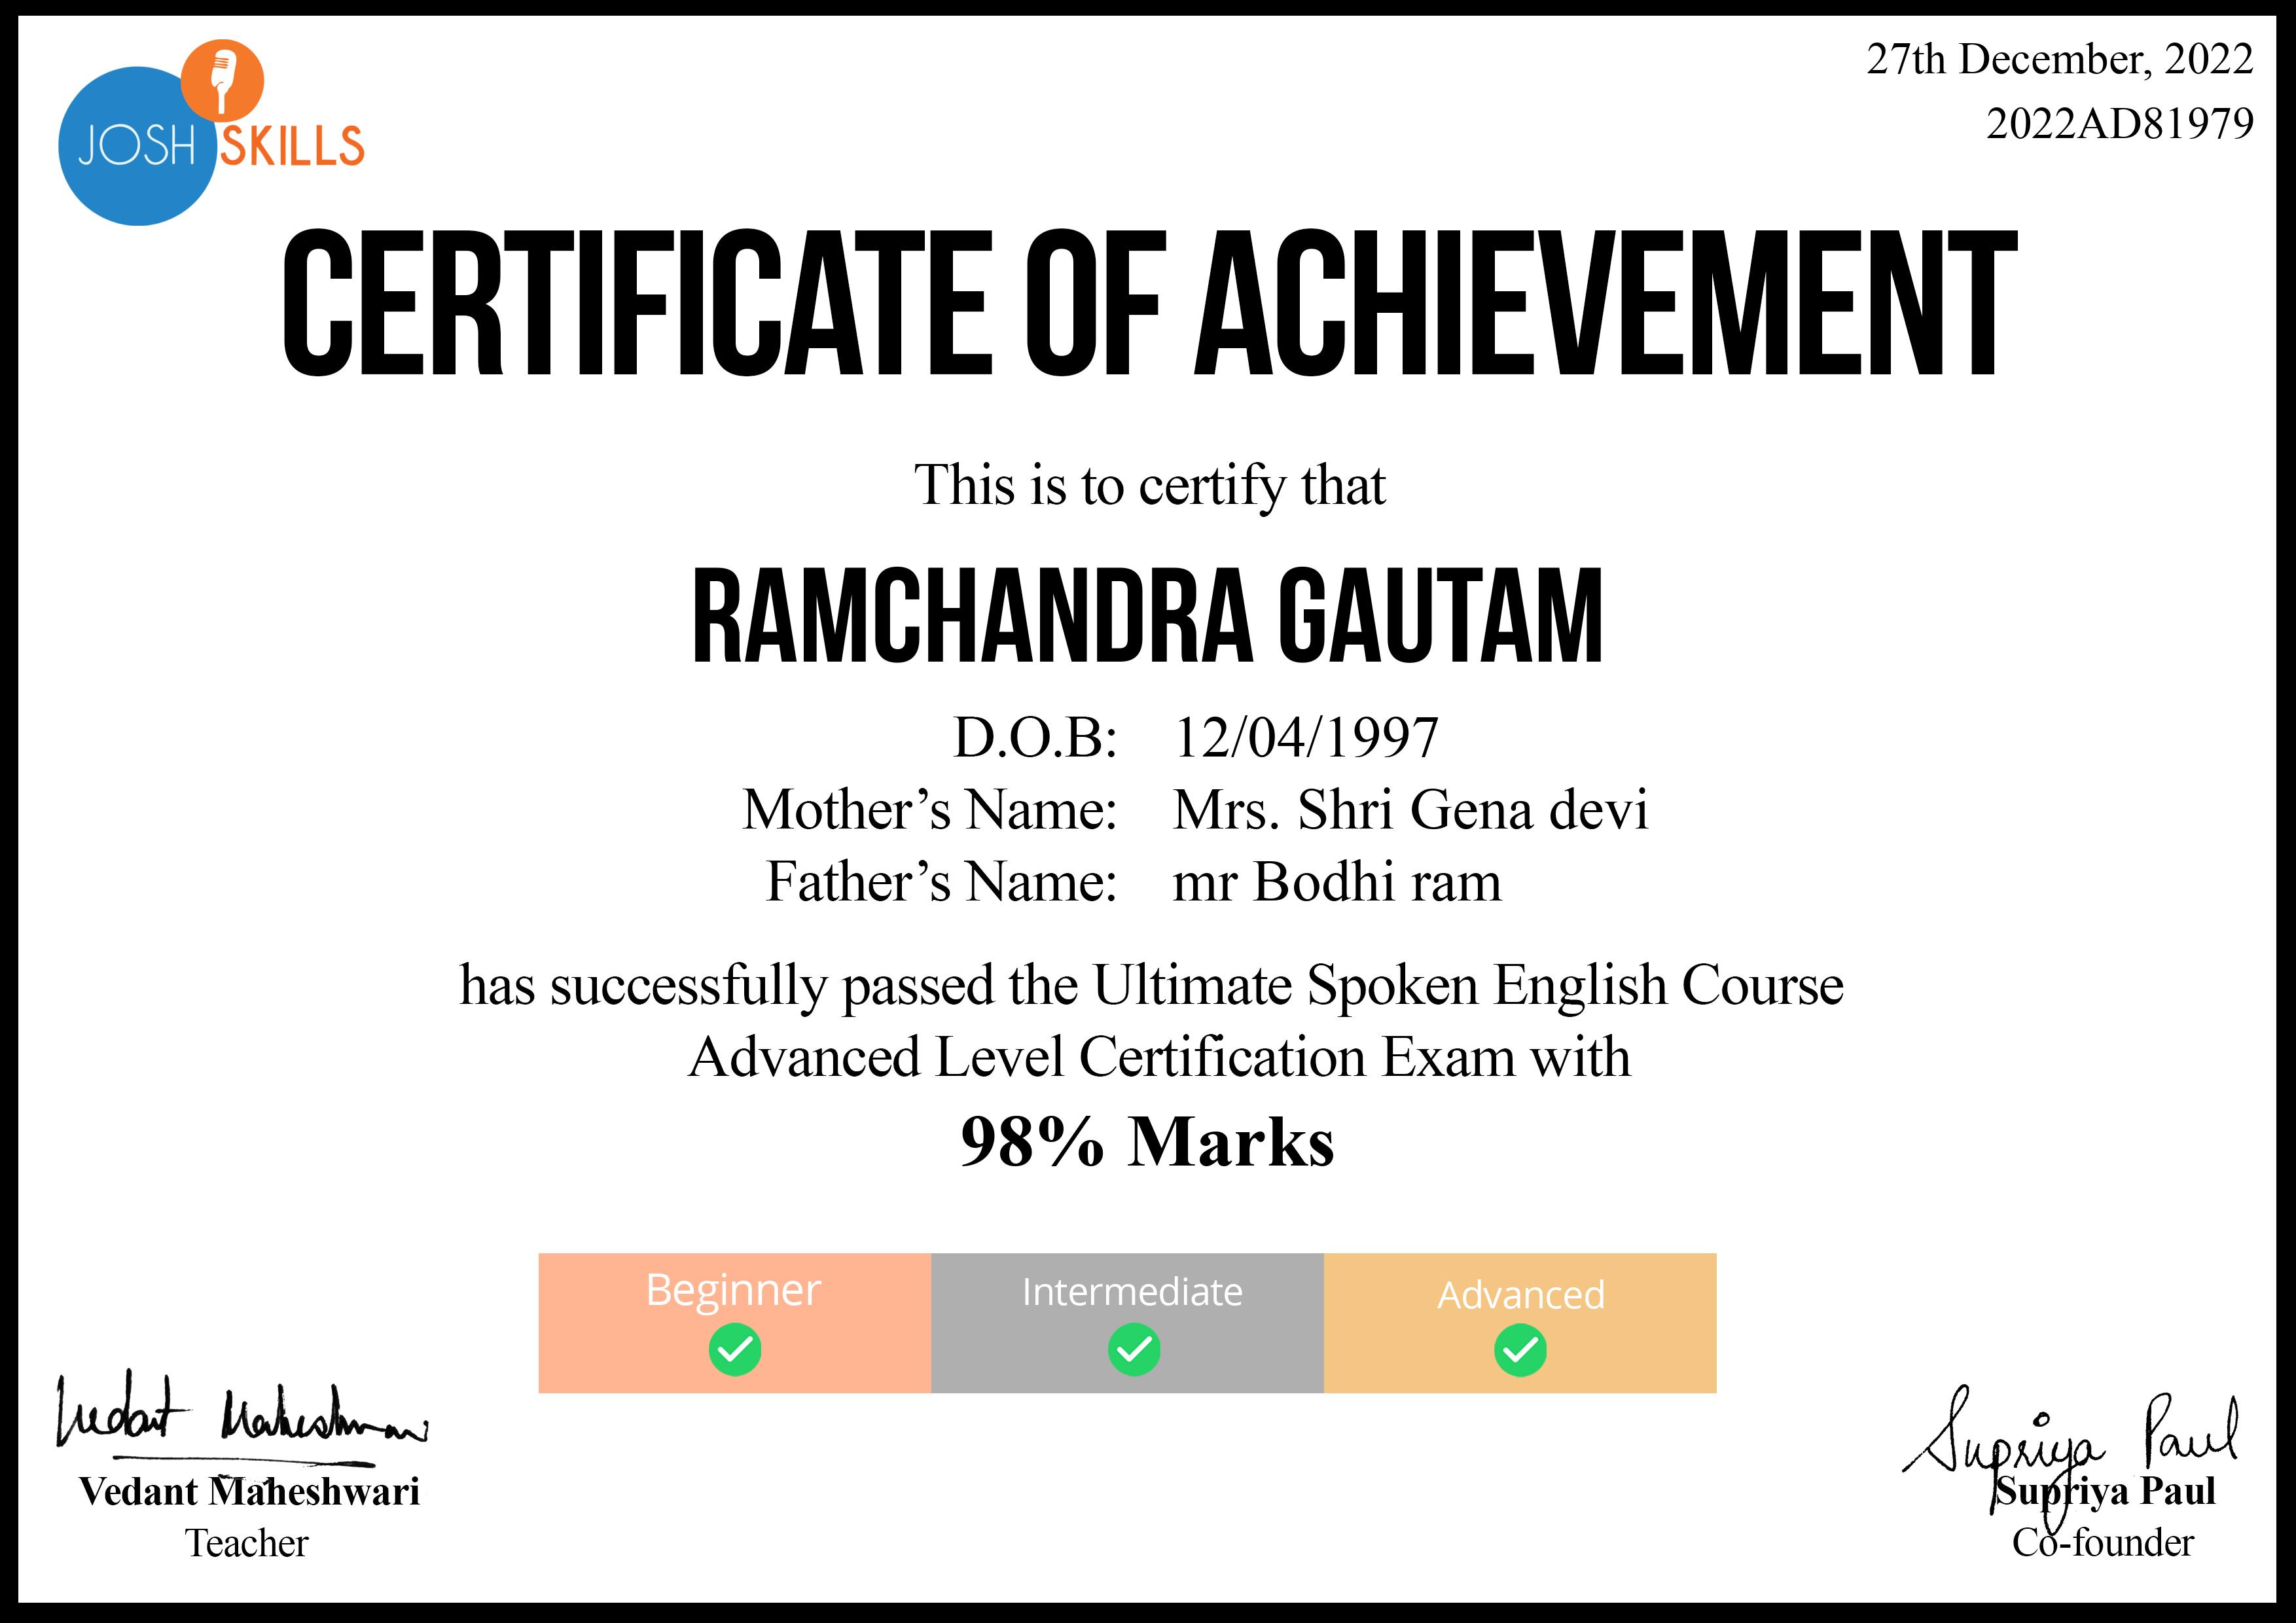 JOSH SKILLS
27th December, 2022
2022AD81979
CERTIFICATE OF ACHIEVEMENT
This is to certify that
RAMCHANDRA GAUTAM
D.O.B: 12/04/1997
Mother’s Name: Mrs. Shri Gena devi
Father’s Name: mr Bodhi ram
has successfully passed the Ultimate Spoken English Course
Advanced Level Certification Exam with
98% Marks
Beginner Intermediate Advanced
Vedant Maheshwari
Supriya Paul
Vedant Maheshwari
Supriya Paul
Teacher
Co-founder